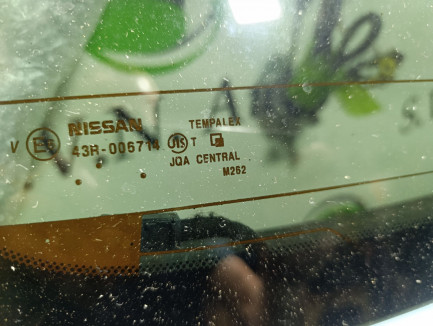 NISSAN TEMPALEX
V E6 43R-006714 JIS T
JQA CENTRAL
M262